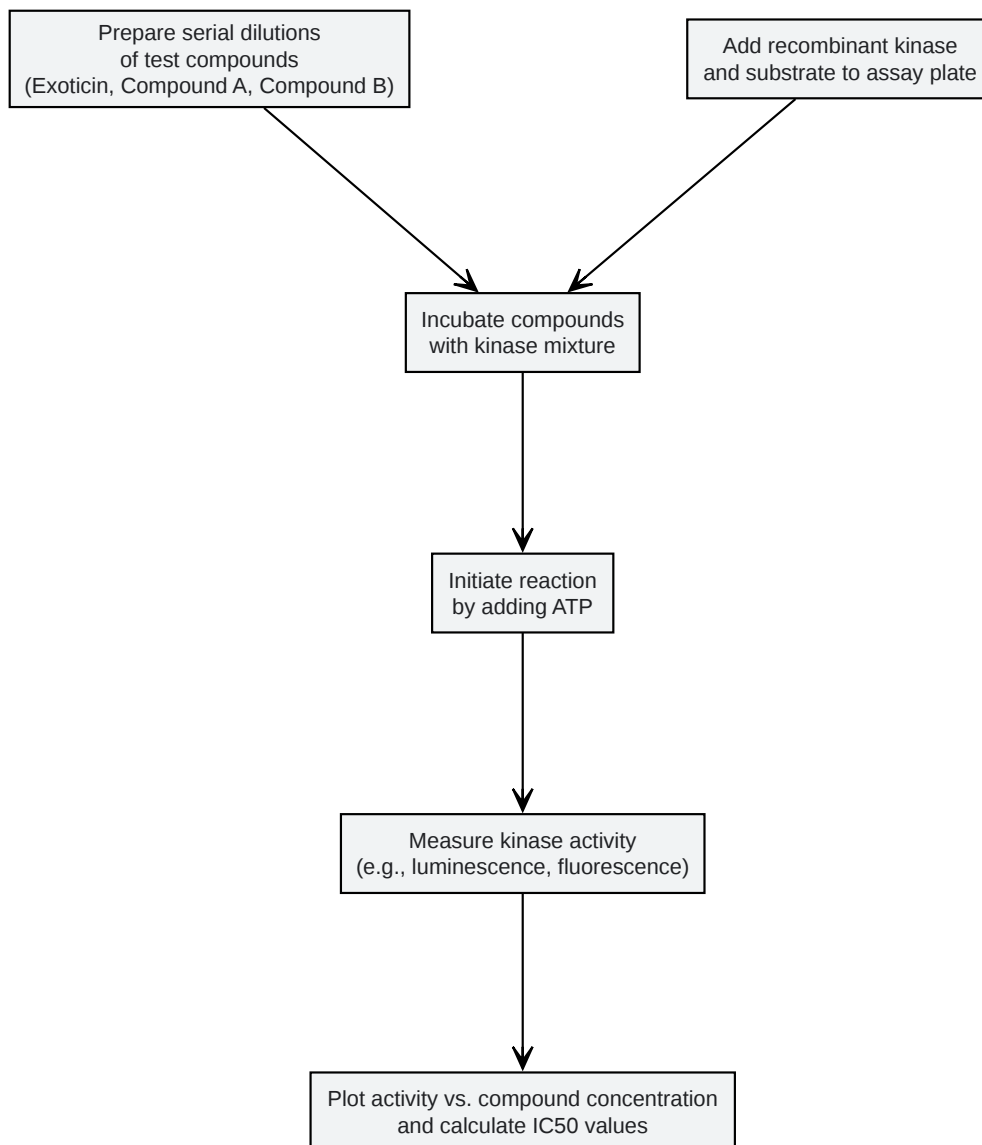 Prepare serial dilutions
of test compounds
(Exoticin, Compound A, Compound B)
Add recombinant kinase
and substrate to assay plate
Incubate compounds
with kinase mixture
Initiate reaction
by adding ATP
Measure kinase activity
(e.g., luminescence, fluorescence)
Plot activity vs. compound concentration
and calculate IC50 values